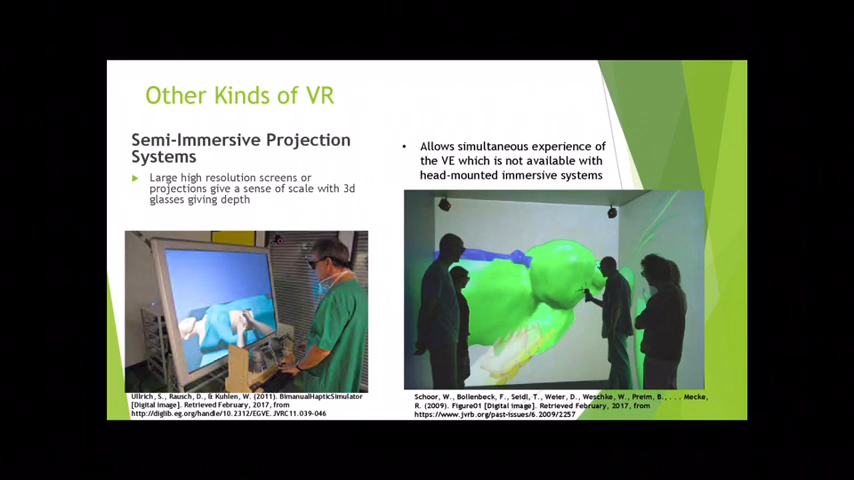 Other Kinds of VR
Semi-Immersive Projection
Systems
Large high resolution screens or
projections give a sense of scale with 3d
glasses giving depth
• Allows simultaneous experience of
the VE which is not available with
head-mounted immersive systems
Ullrich, S., Rausch, D., & Kuhlen, W. (2011). BimanualHapticSimulator
[Digital image]. Retrieved February, 2017, from
http://diglib.eg.org/handle/10.2312/EGVE.JVRC11.039-046
Schoor, W., Bollenbeck, F., Seidl, T., Weier, D., Weschke, W., Preim, B., . . . Mecke,
R. (2009). Figure01 [Digital image]. Retrieved February, 2017, from
https://www.jvrb.org/past-issues/6.2009/2257